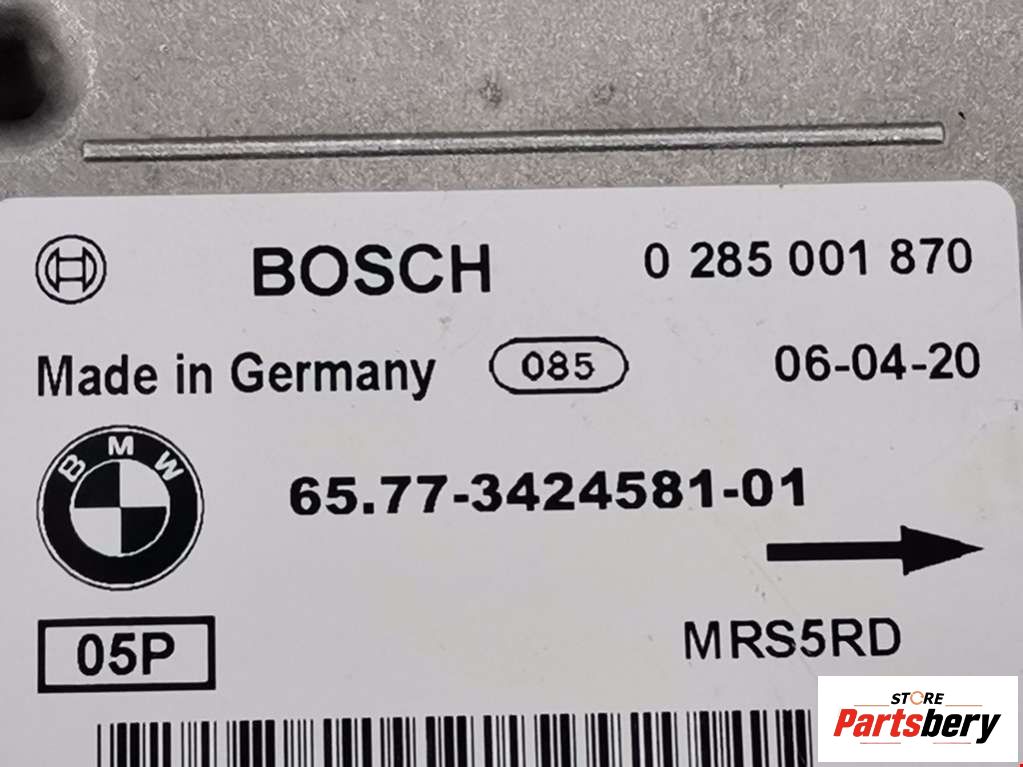 BOSCH 0 285 001 870
Made in Germany 085 06-04-20
BMW
65.77-3424581-01
05P MRS5RD
STORE
Partsbery